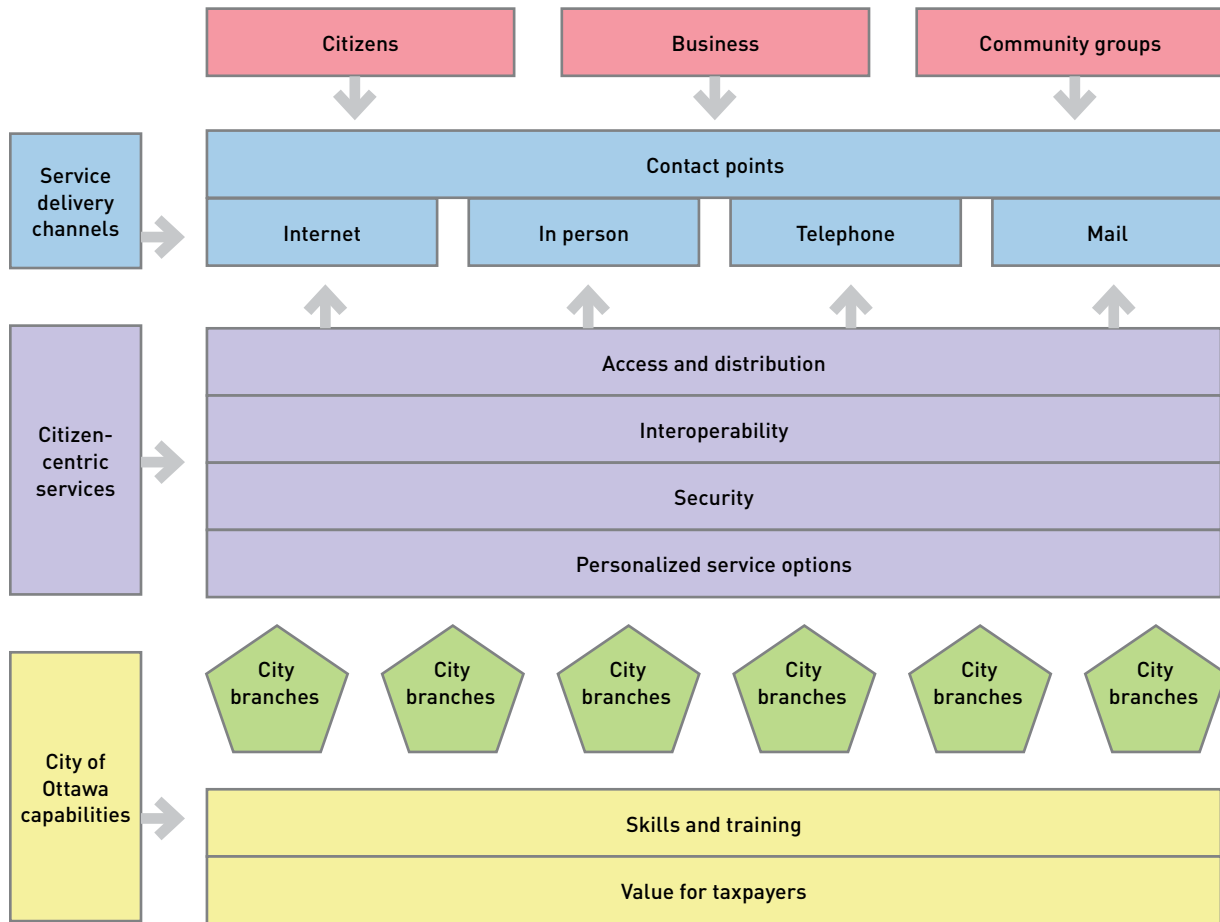 Citizens
Business
Community groups
Service
delivery
channels
Contact points
Internet
In person
Telephone
Mail
Citizen-
centric
services
Access and distribution
Interoperability
Security
Personalized service options
City
branches
City
branches
City
branches
City
branches
City
branches
City
branches
City of
Ottawa
capabilities
Skills and training
Value for taxpayers